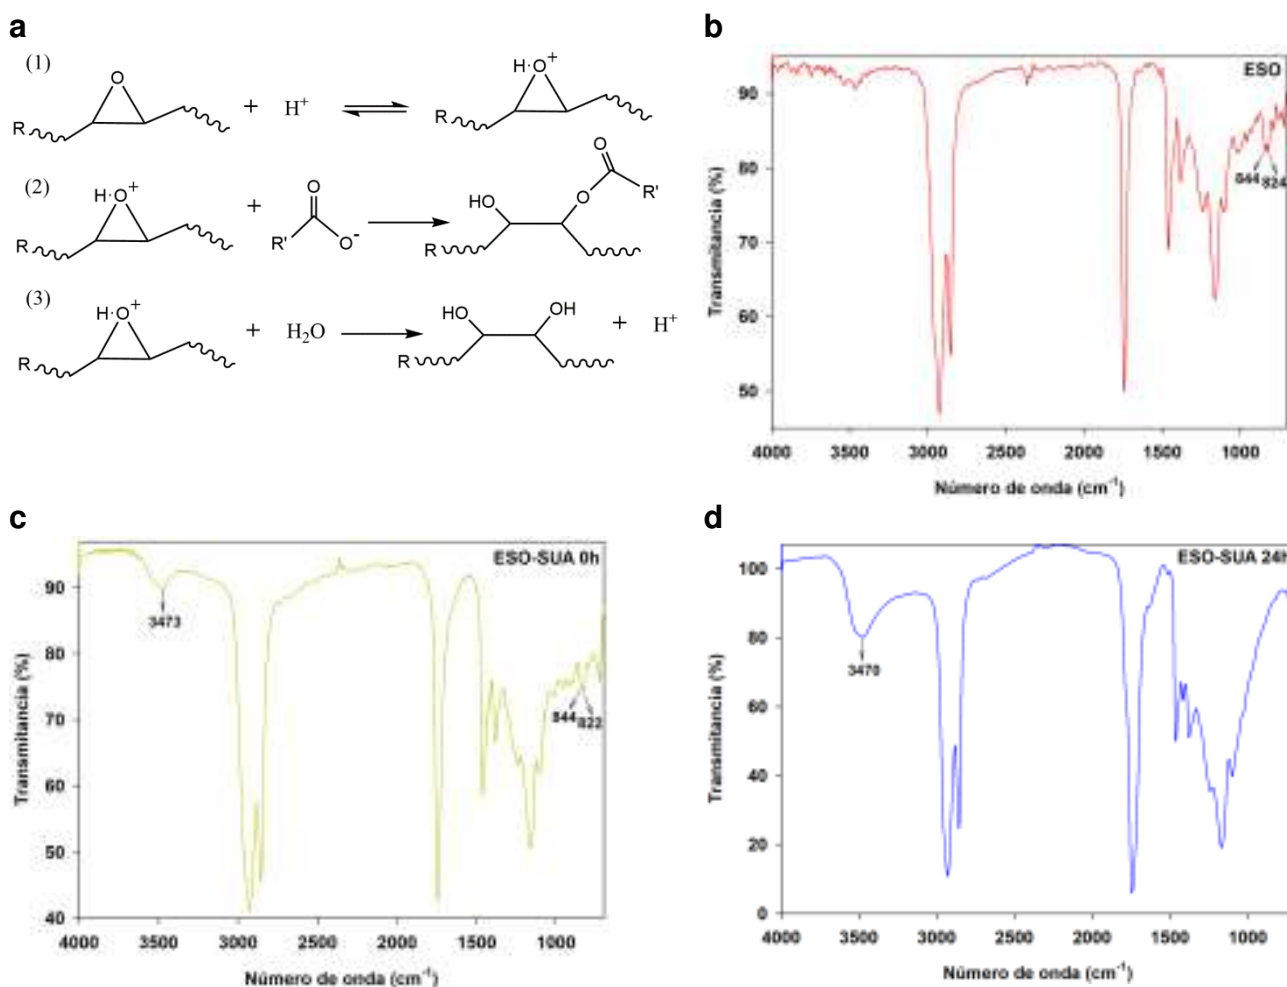 a
(1)
O
R
+
H+
H·O+
(2)
H·O+
R
+
O
R'
O-
O
HO
O
R'
R
(3)
H·O+
R
+
H2O
HO
OH
R
+
H+
b
ESO
Transmitancia (%)
90
80
70
60
50
844
824
4000 3500 3000 2500 2000 1500 1000
Número de onda (cm-1)
c
ESO-SUA 0h
Transmitancia (%)
90
80
70
60
50
40
3473
844
822
4000 3500 3000 2500 2000 1500 1000
Número de onda (cm-1)
d
ESO-SUA 24h
Transmitancia (%)
100
80
60
40
20
0
3470
4000 3500 3000 2500 2000 1500 1000
Número de onda (cm-1)